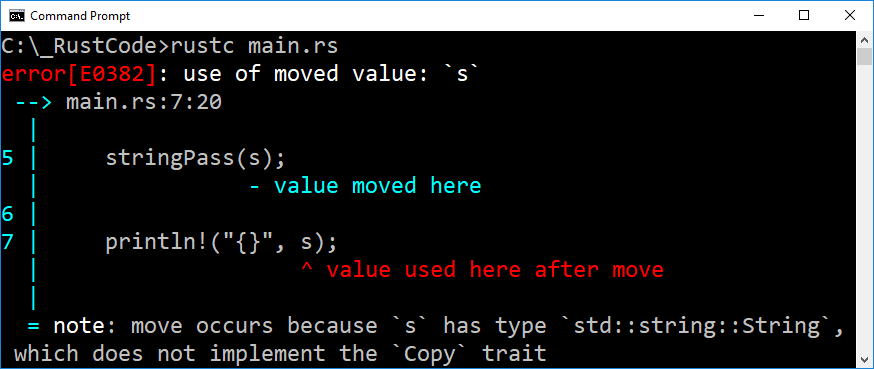 Command Prompt
C:\_RustCode>rustc main.rs
error[E0382]: use of moved value: `s`
 --> main.rs:7:20
  |
5 |     stringPass(s);
  |                - value moved here
6 |
7 |     println!("{}", s);
  |                    ^ value used here after move
  |
  = note: move occurs because `s` has type `std::string::String`,
 which does not implement the `Copy` trait